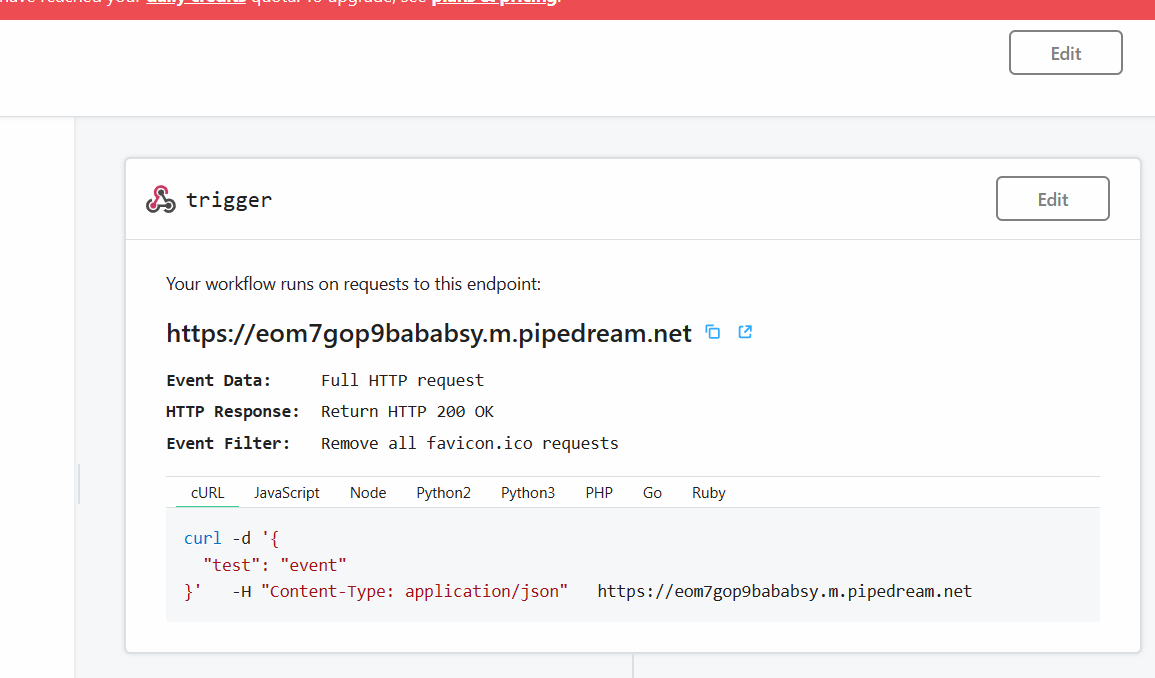 have reached your daily credits quota. To upgrade, see plans & pricing.
Edit
trigger
Edit
Your workflow runs on requests to this endpoint:
https://eom7gop9bababsy.m.pipedream.net
Event Data: Full HTTP request
HTTP Response: Return HTTP 200 OK
Event Filter: Remove all favicon.ico requests
cURL JavaScript Node Python2 Python3 PHP Go Ruby
curl -d '{
"test": "event"
}' -H "Content-Type: application/json" https://eom7gop9bababsy.m.pipedream.net